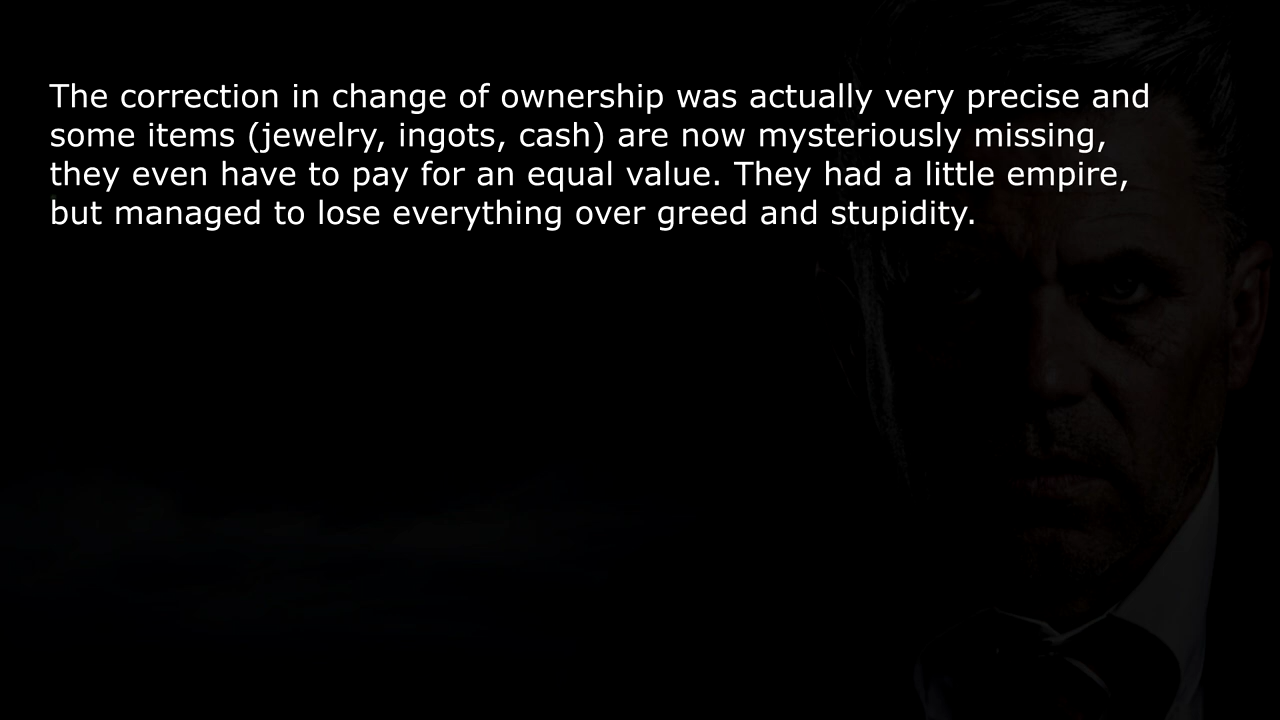 The correction in change of ownership was actually very precise and
some items (jewelry, ingots, cash) are now mysteriously missing,
they even have to pay for an equal value. They had a little empire,
but managed to lose everything over greed and stupidity.